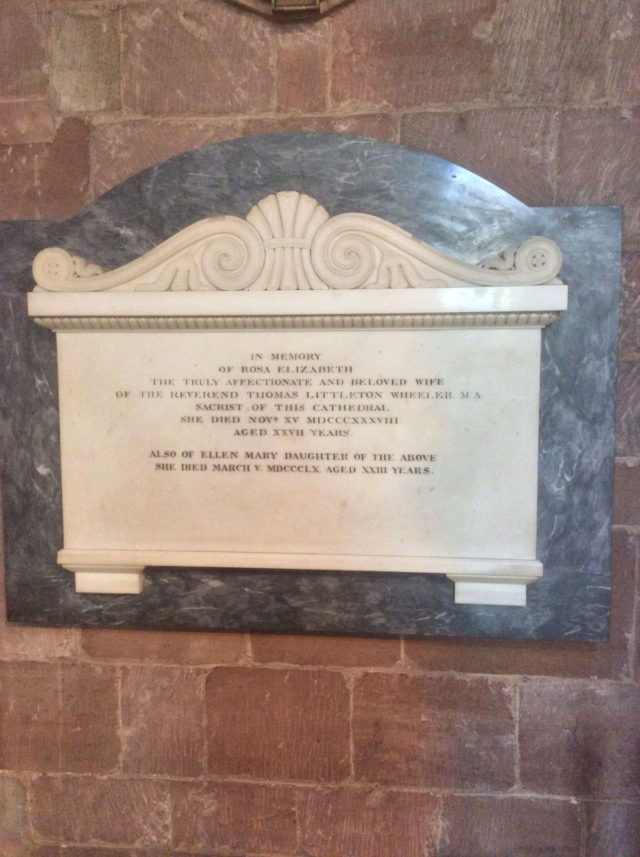 IN MEMORY
OF ROSA ELIZABETH
THE TRULY AFFECTIONATE AND BELOVED WIFE
OF THE REVEREND THOMAS LITTLETON WHEELER M A
SACRIST OF THIS CATHEDRAL.
SHE DIED NOVR XV MDCCCXXXVIII.
AGED XXVII YEARS.
ALSO OF ELLEN MARY DAUGHTER OF THE ABOVE
SHE DIED MARCH V. MDCCCLX AGED XXIII YEARS.